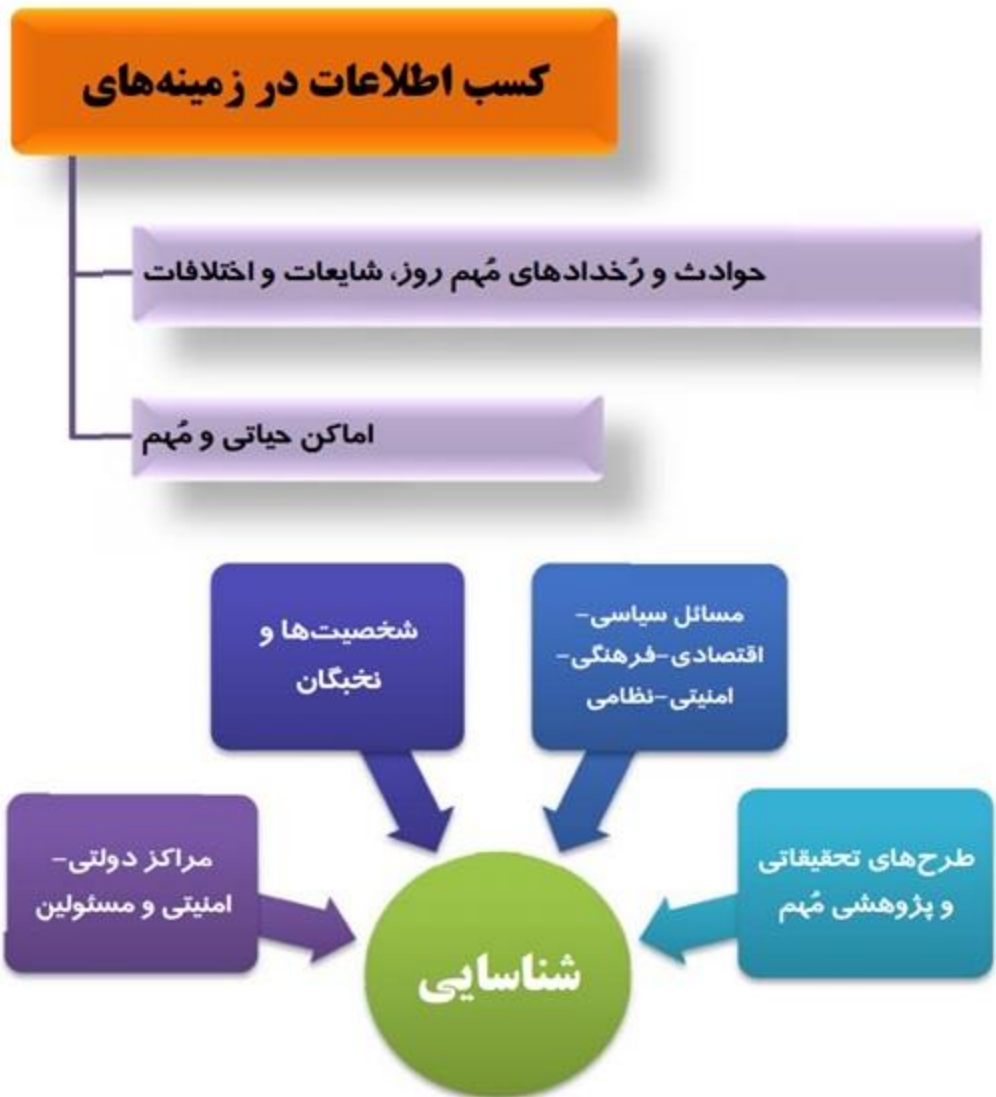 کسب اطلاعات در زمینه‌های
حوادث و رُخدادهای مُهم روز، شایعات و اختلافات
اماکن حیاتی و مُهم
مسائل سیاسی-
اقتصادی-فرهنگی-
امنیتی-نظامی
شخصیت‌ها و
نخبگان
طرح‌های تحقیقاتی
و پژوهشی مُهم
مراکز دولتی-
امنیتی و مسئولین
شناسایی